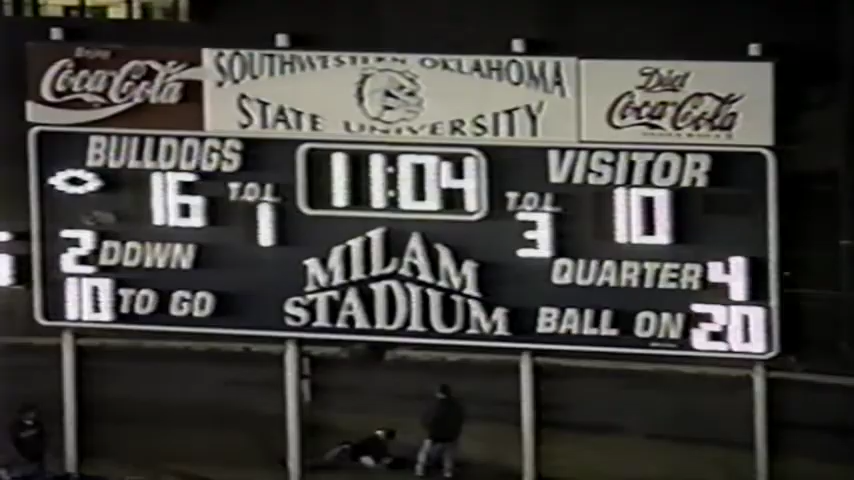 Enjoy
Coca-Cola
SOUTHWESTERN OKLAHOMA
STATE UNIVERSITY
Diet
Coca-Cola
BULLDOGS
16
T.O.L.
1
11:04
VISITOR
T.O.L.
3
10
2 DOWN
10 TO GO
MILAM
STADIUM
QUARTER 4
BALL ON 20